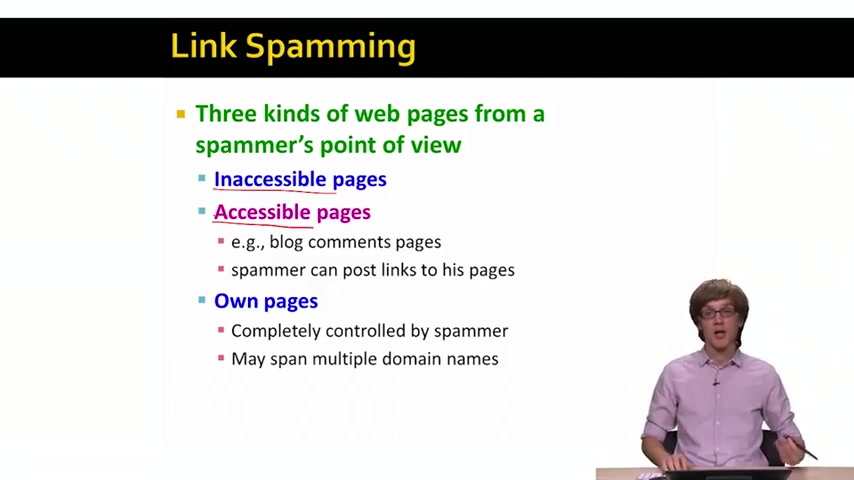 Link Spamming
Three kinds of web pages from a
spammer's point of view
Inaccessible pages
Accessible pages
e.g., blog comments pages
spammer can post links to his pages
Own pages
Completely controlled by spammer
May span multiple domain names